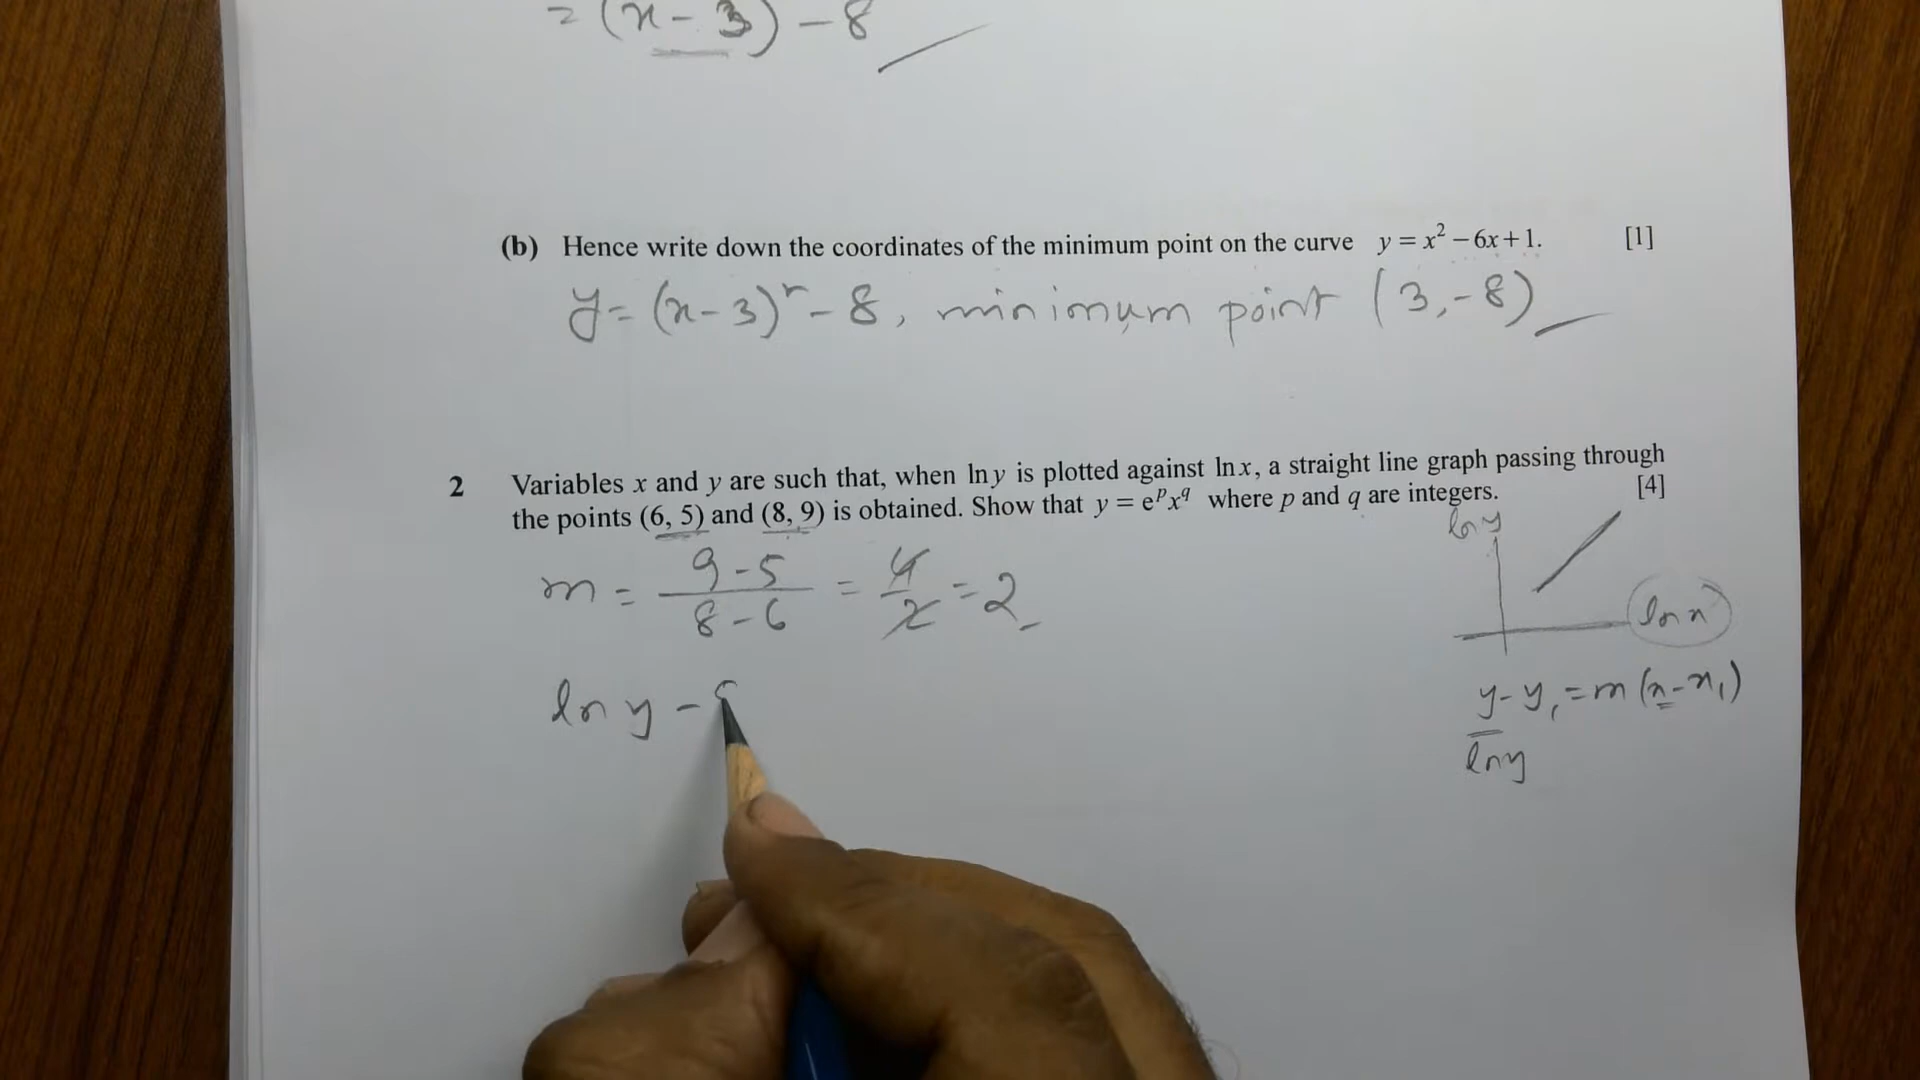 = (x - 3) - 8
(b) Hence write down the coordinates of the minimum point on the curve y = x² − 6x + 1. [1]
y = (x-3)² - 8, minimum point (3, -8)
2 Variables x and y are such that, when ln y is plotted against ln x, a straight line graph passing through
the points (6, 5) and (8, 9) is obtained. Show that y = e^p x^q where p and q are integers. [4]
ln y
m = (9-5)/(8-6) = 4/2 = 2
ln x
ln y -
y - y₁ = m (x - x₁)
ln y